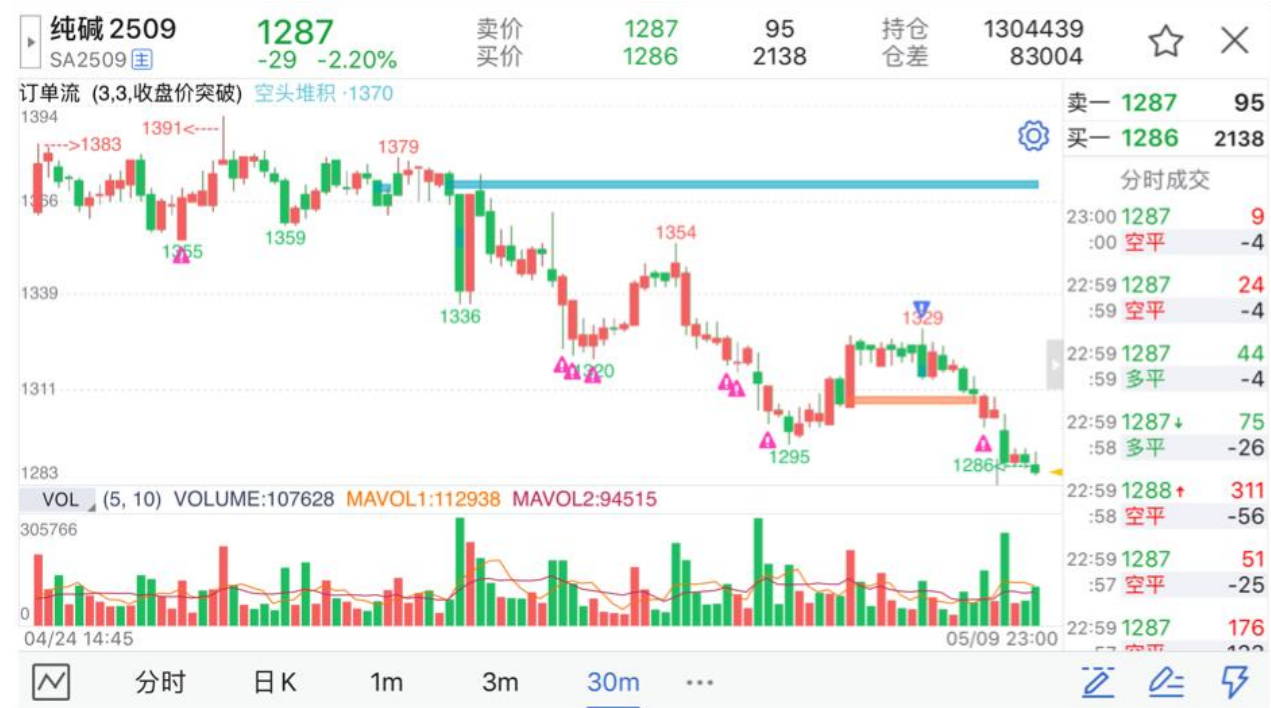 纯碱 2509 1287 卖价 1287 95 持仓 1304439
SA2509 主 -29 -2.20% 买价 1286 2138 仓差 83004
订单流 (3,3,收盘价突破) 空头堆积 ·1370
1394
1391<----
---->1383
1379
1366
1355
1359
1354
1339
1336
1329
1320
1311
1295
1286<----
1283
VOL (5, 10) VOLUME:107628 MAVOL1:112938 MAVOL2:94515
305766
0
04/24 14:45 05/09 23:00
卖一 1287 95
买一 1286 2138
分时成交
23:00 1287 9
:00 空平 -4
22:59 1287 24
:59 空平 -4
22:59 1287 44
:59 多平 -4
22:59 1287↓ 75
:58 多平 -26
22:59 1288↑ 311
:58 空平 -56
22:59 1287 51
:57 空平 -25
22:59 1287 176
分时 日K 1m 3m 30m ···